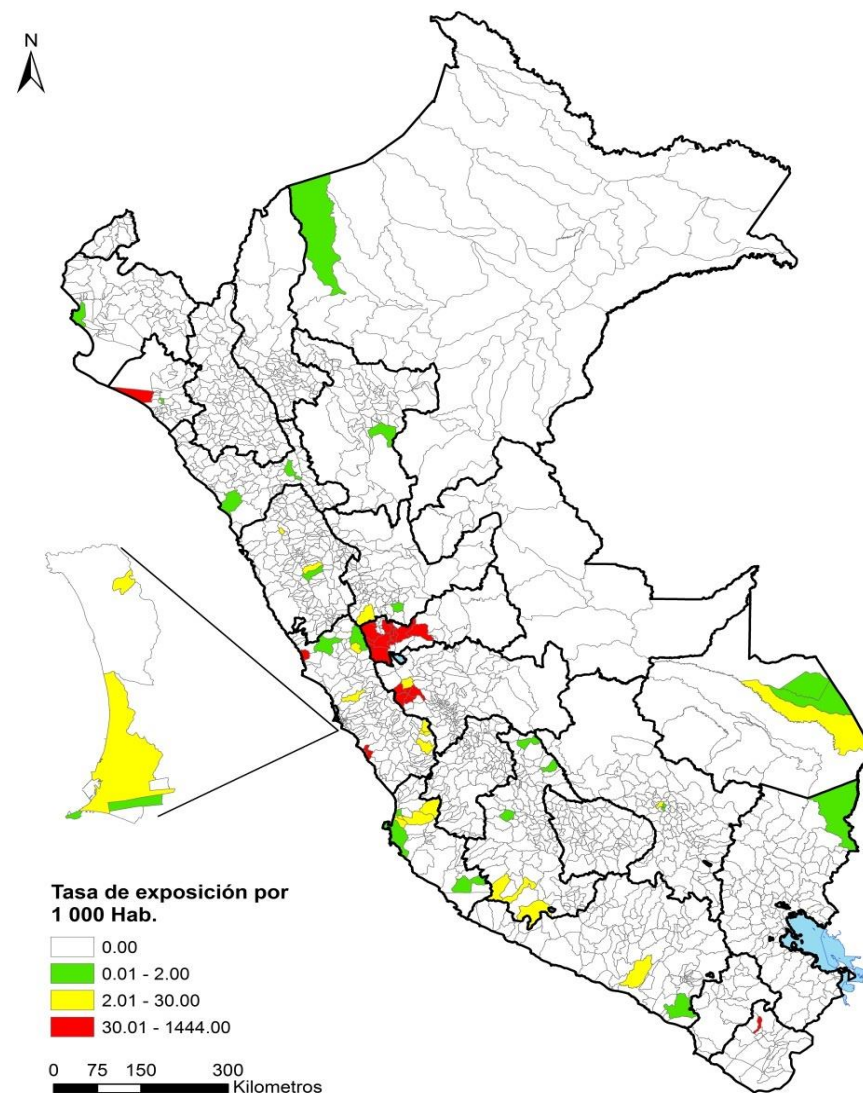 N
Tasa de exposición por
1 000 Hab.
0.00
0.01 - 2.00
2.01 - 30.00
30.01 - 1444.00
0 75 150 300
Kilometros